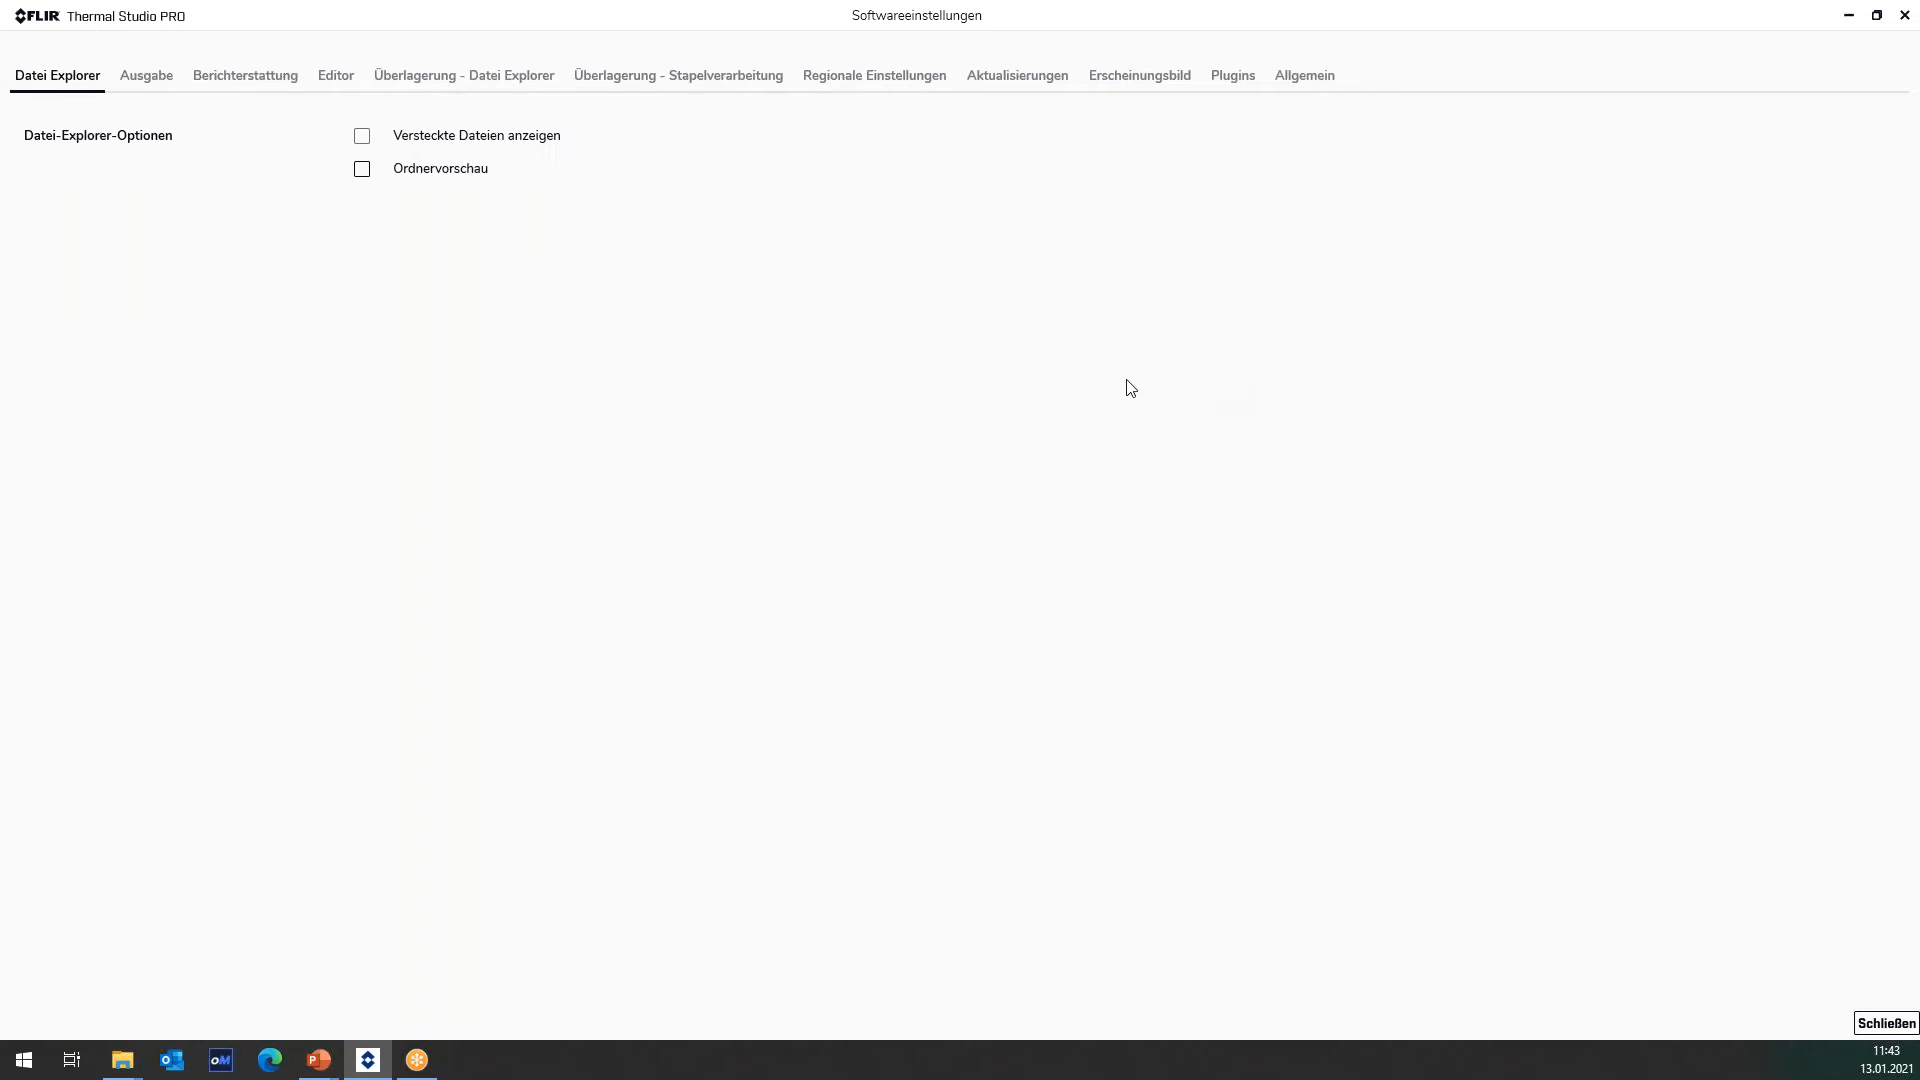 FLIR Thermal Studio PRO
Softwareeinstellungen
Datei Explorer Ausgabe Berichterstattung Editor Überlagerung - Datei Explorer Überlagerung - Stapelverarbeitung Regionale Einstellungen Aktualisierungen Erscheinungsbild Plugins Allgemein
Datei-Explorer-Optionen
Versteckte Dateien anzeigen
Ordnervorschau
Schließen
oM
11:43
13.01.2021